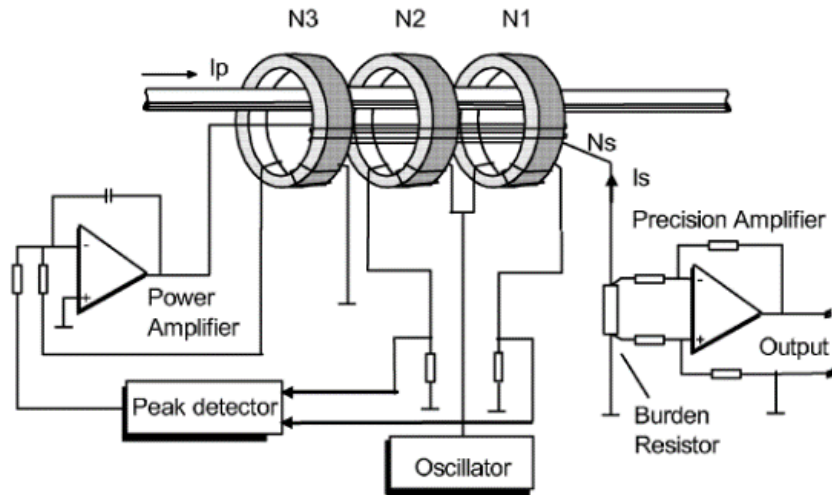 N3 N2 N1
Ip
Ns
Is
Precision Amplifier
-
+
Power
Amplifier
-
+
Output
Peak detector
Burden
Resistor
Oscillator